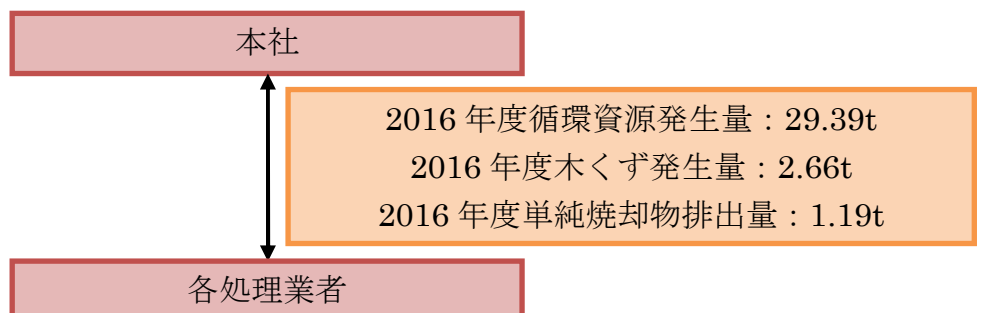 本社
2016 年度循環資源発生量：29.39t
2016 年度木くず発生量：2.66t
2016 年度単純焼却物排出量：1.19t
各処理業者